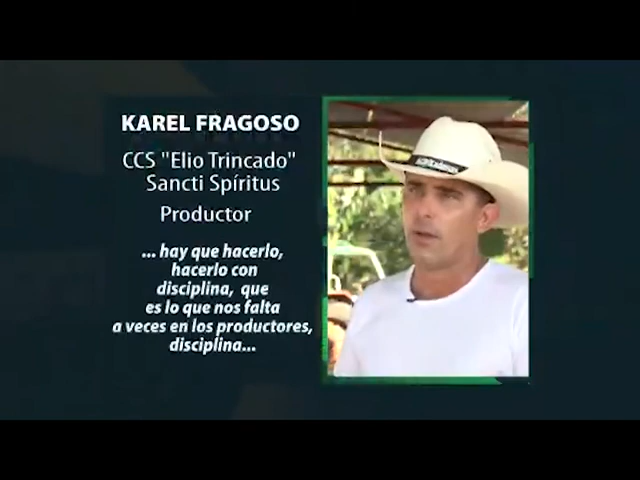 KAREL FRAGOSO
CCS "Elio Trincado"
Sancti Spíritus
Productor
... hay que hacerlo,
hacerlo con
disciplina, que
es lo que nos falta
a veces en los productores,
disciplina...